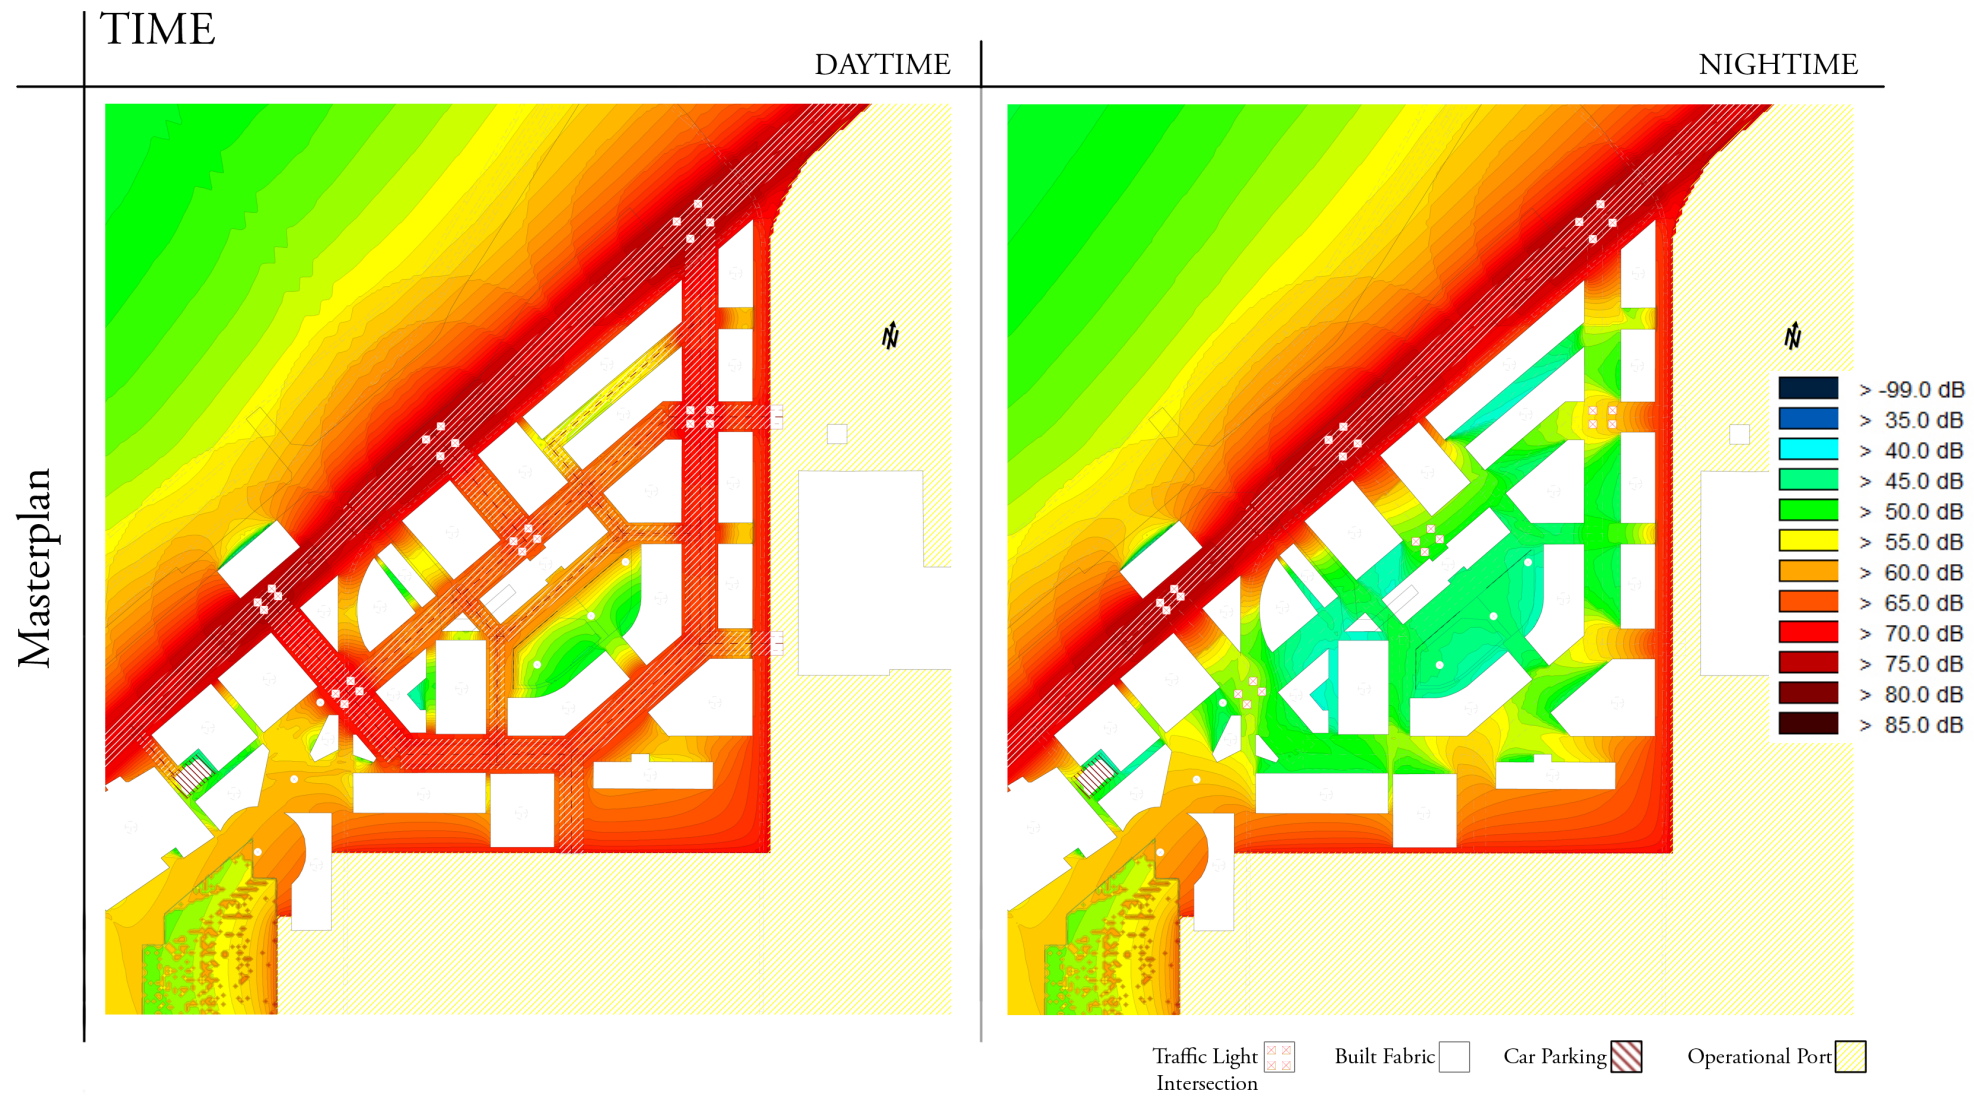 TIME
DAYTIME
NIGHTIME
Masterplan
N
N
> -99.0 dB
> 35.0 dB
> 40.0 dB
> 45.0 dB
> 50.0 dB
> 55.0 dB
> 60.0 dB
> 65.0 dB
> 70.0 dB
> 75.0 dB
> 80.0 dB
> 85.0 dB
Traffic Light
Intersection
Built Fabric
Car Parking
Operational Port